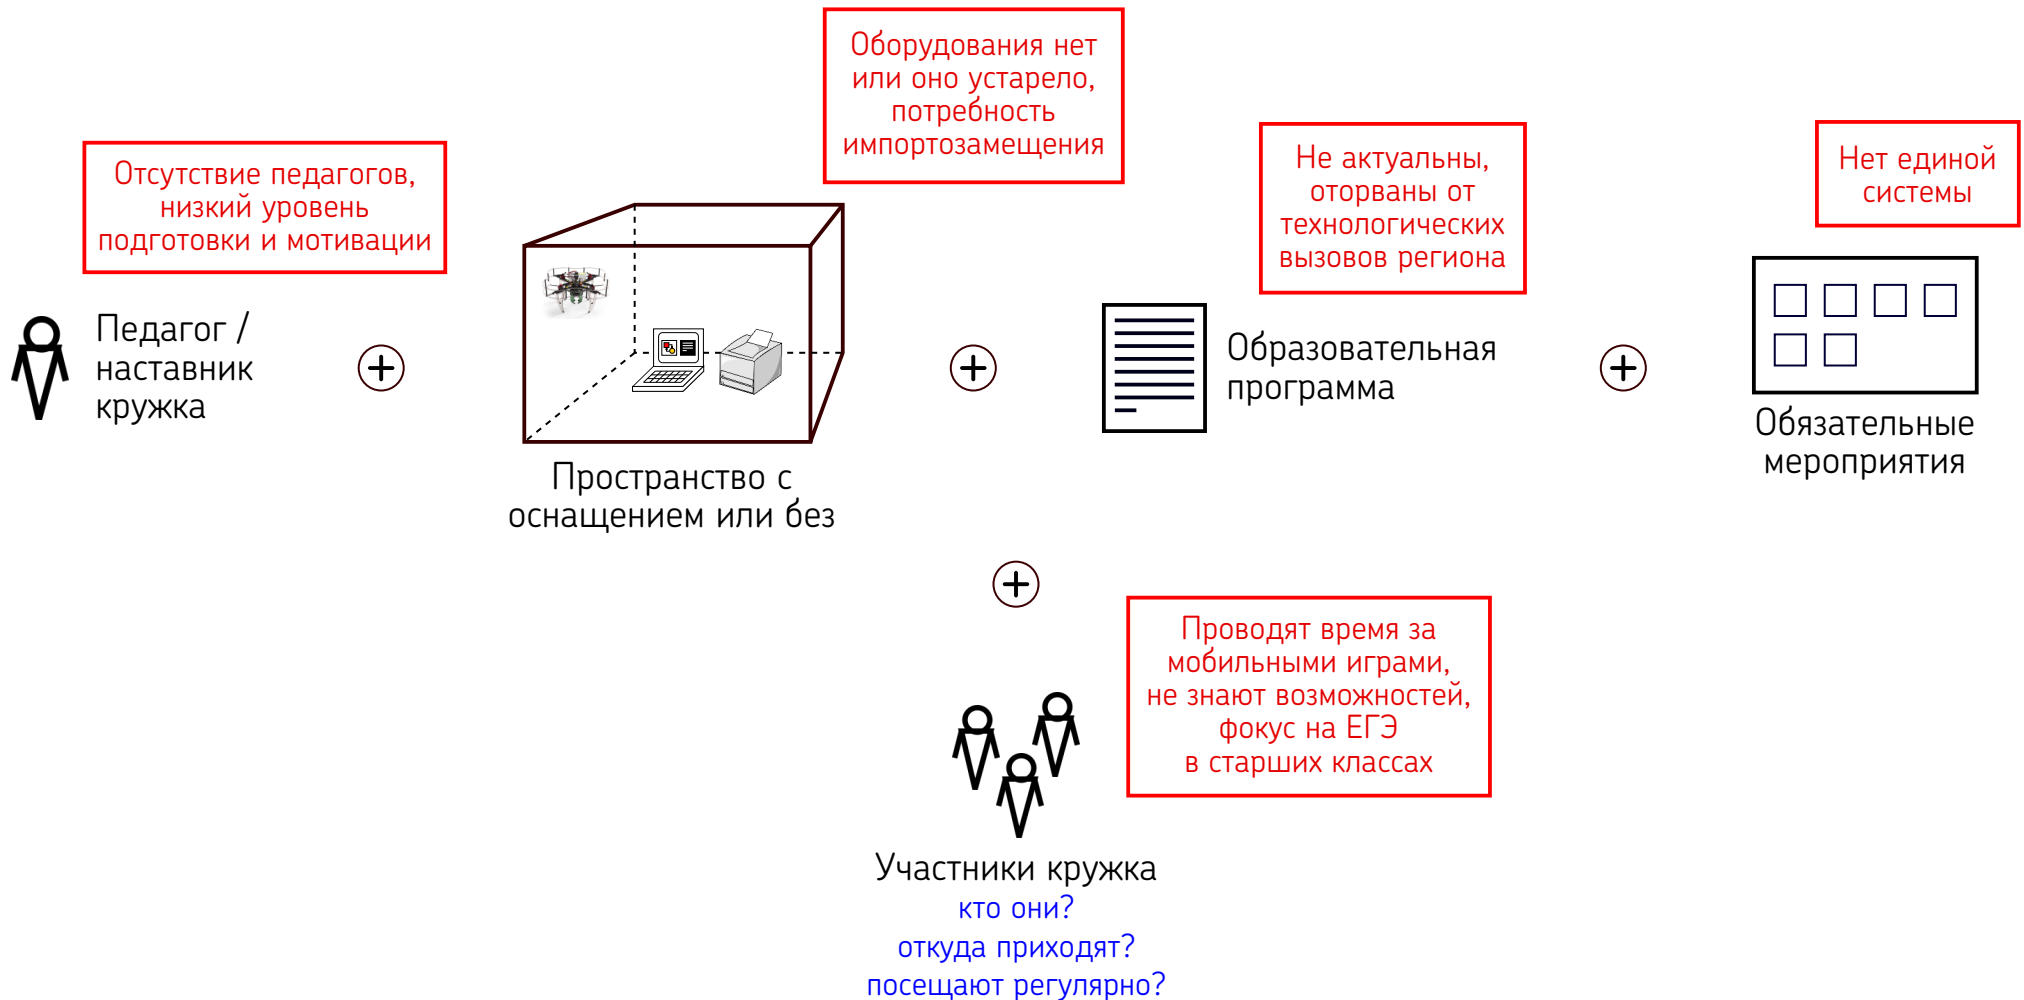 Оборудования нет
или оно устарело,
потребность
импортозамещения
Отсутствие педагогов,
низкий уровень
подготовки и мотивации
Не актуальны,
оторваны от
технологических
вызовов региона
Нет единой
системы
Педагог /
наставник
кружка
Пространство с
оснащением или без
Образовательная
программа
Обязательные
мероприятия
Проводят время за
мобильными играми,
не знают возможностей,
фокус на ЕГЭ
в старших классах
Участники кружка
кто они?
откуда приходят?
посещают регулярно?